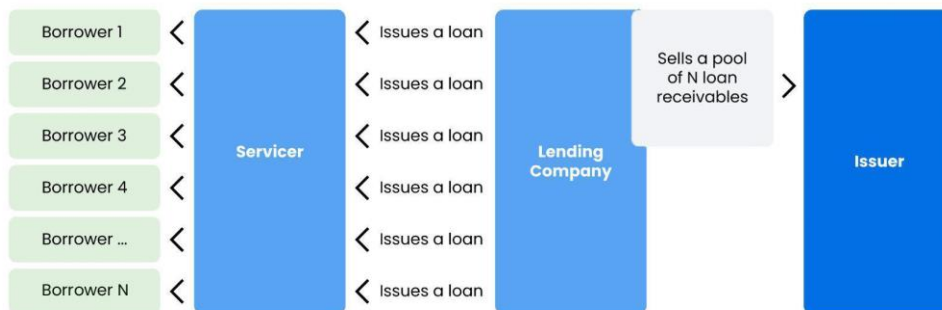 Borrower 1
Issues a loan
Borrower 2
Issues a loan
Borrower 3
Issues a loan
Borrower 4
Issues a loan
Borrower ...
Issues a loan
Borrower N
Issues a loan
Servicer
Lending
Company
Sells a pool
of N loan
receivables
Issuer